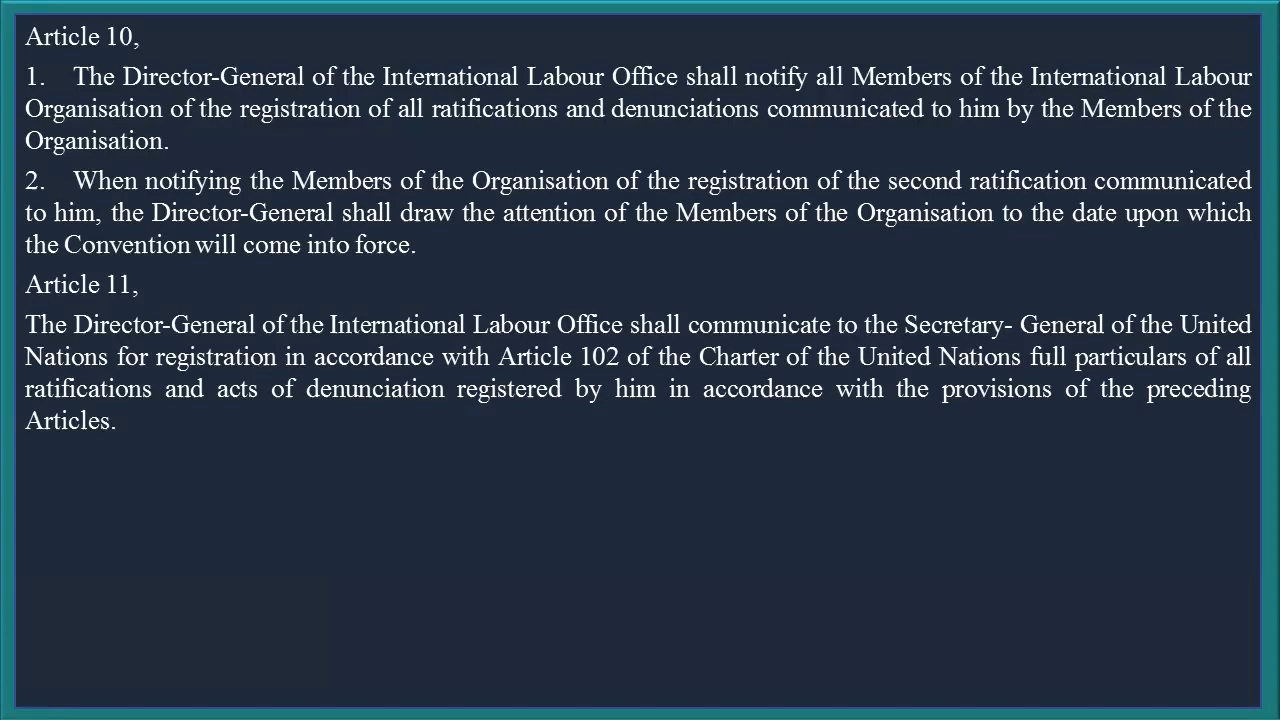 Article 10,
1. The Director-General of the International Labour Office shall notify all Members of the International Labour
Organisation of the registration of all ratifications and denunciations communicated to him by the Members of the
Organisation.
2. When notifying the Members of the Organisation of the registration of the second ratification communicated
to him, the Director-General shall draw the attention of the Members of the Organisation to the date upon which
the Convention will come into force.
Article 11,
The Director-General of the International Labour Office shall communicate to the Secretary- General of the United
Nations for registration in accordance with Article 102 of the Charter of the United Nations full particulars of all
ratifications and acts of denunciation registered by him in accordance with the provisions of the preceding
Articles.